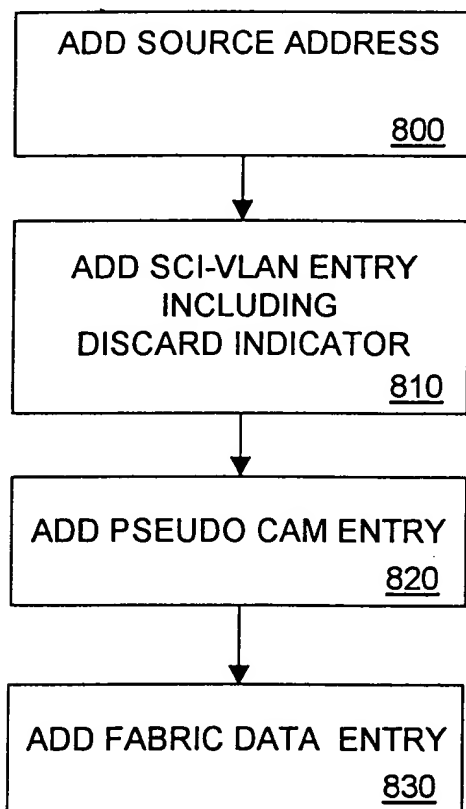 ADD SOURCE ADDRESS
800
ADD SCI-VLAN ENTRY
INCLUDING
DISCARD INDICATOR
810
ADD PSEUDO CAM ENTRY
820
ADD FABRIC DATA ENTRY
830